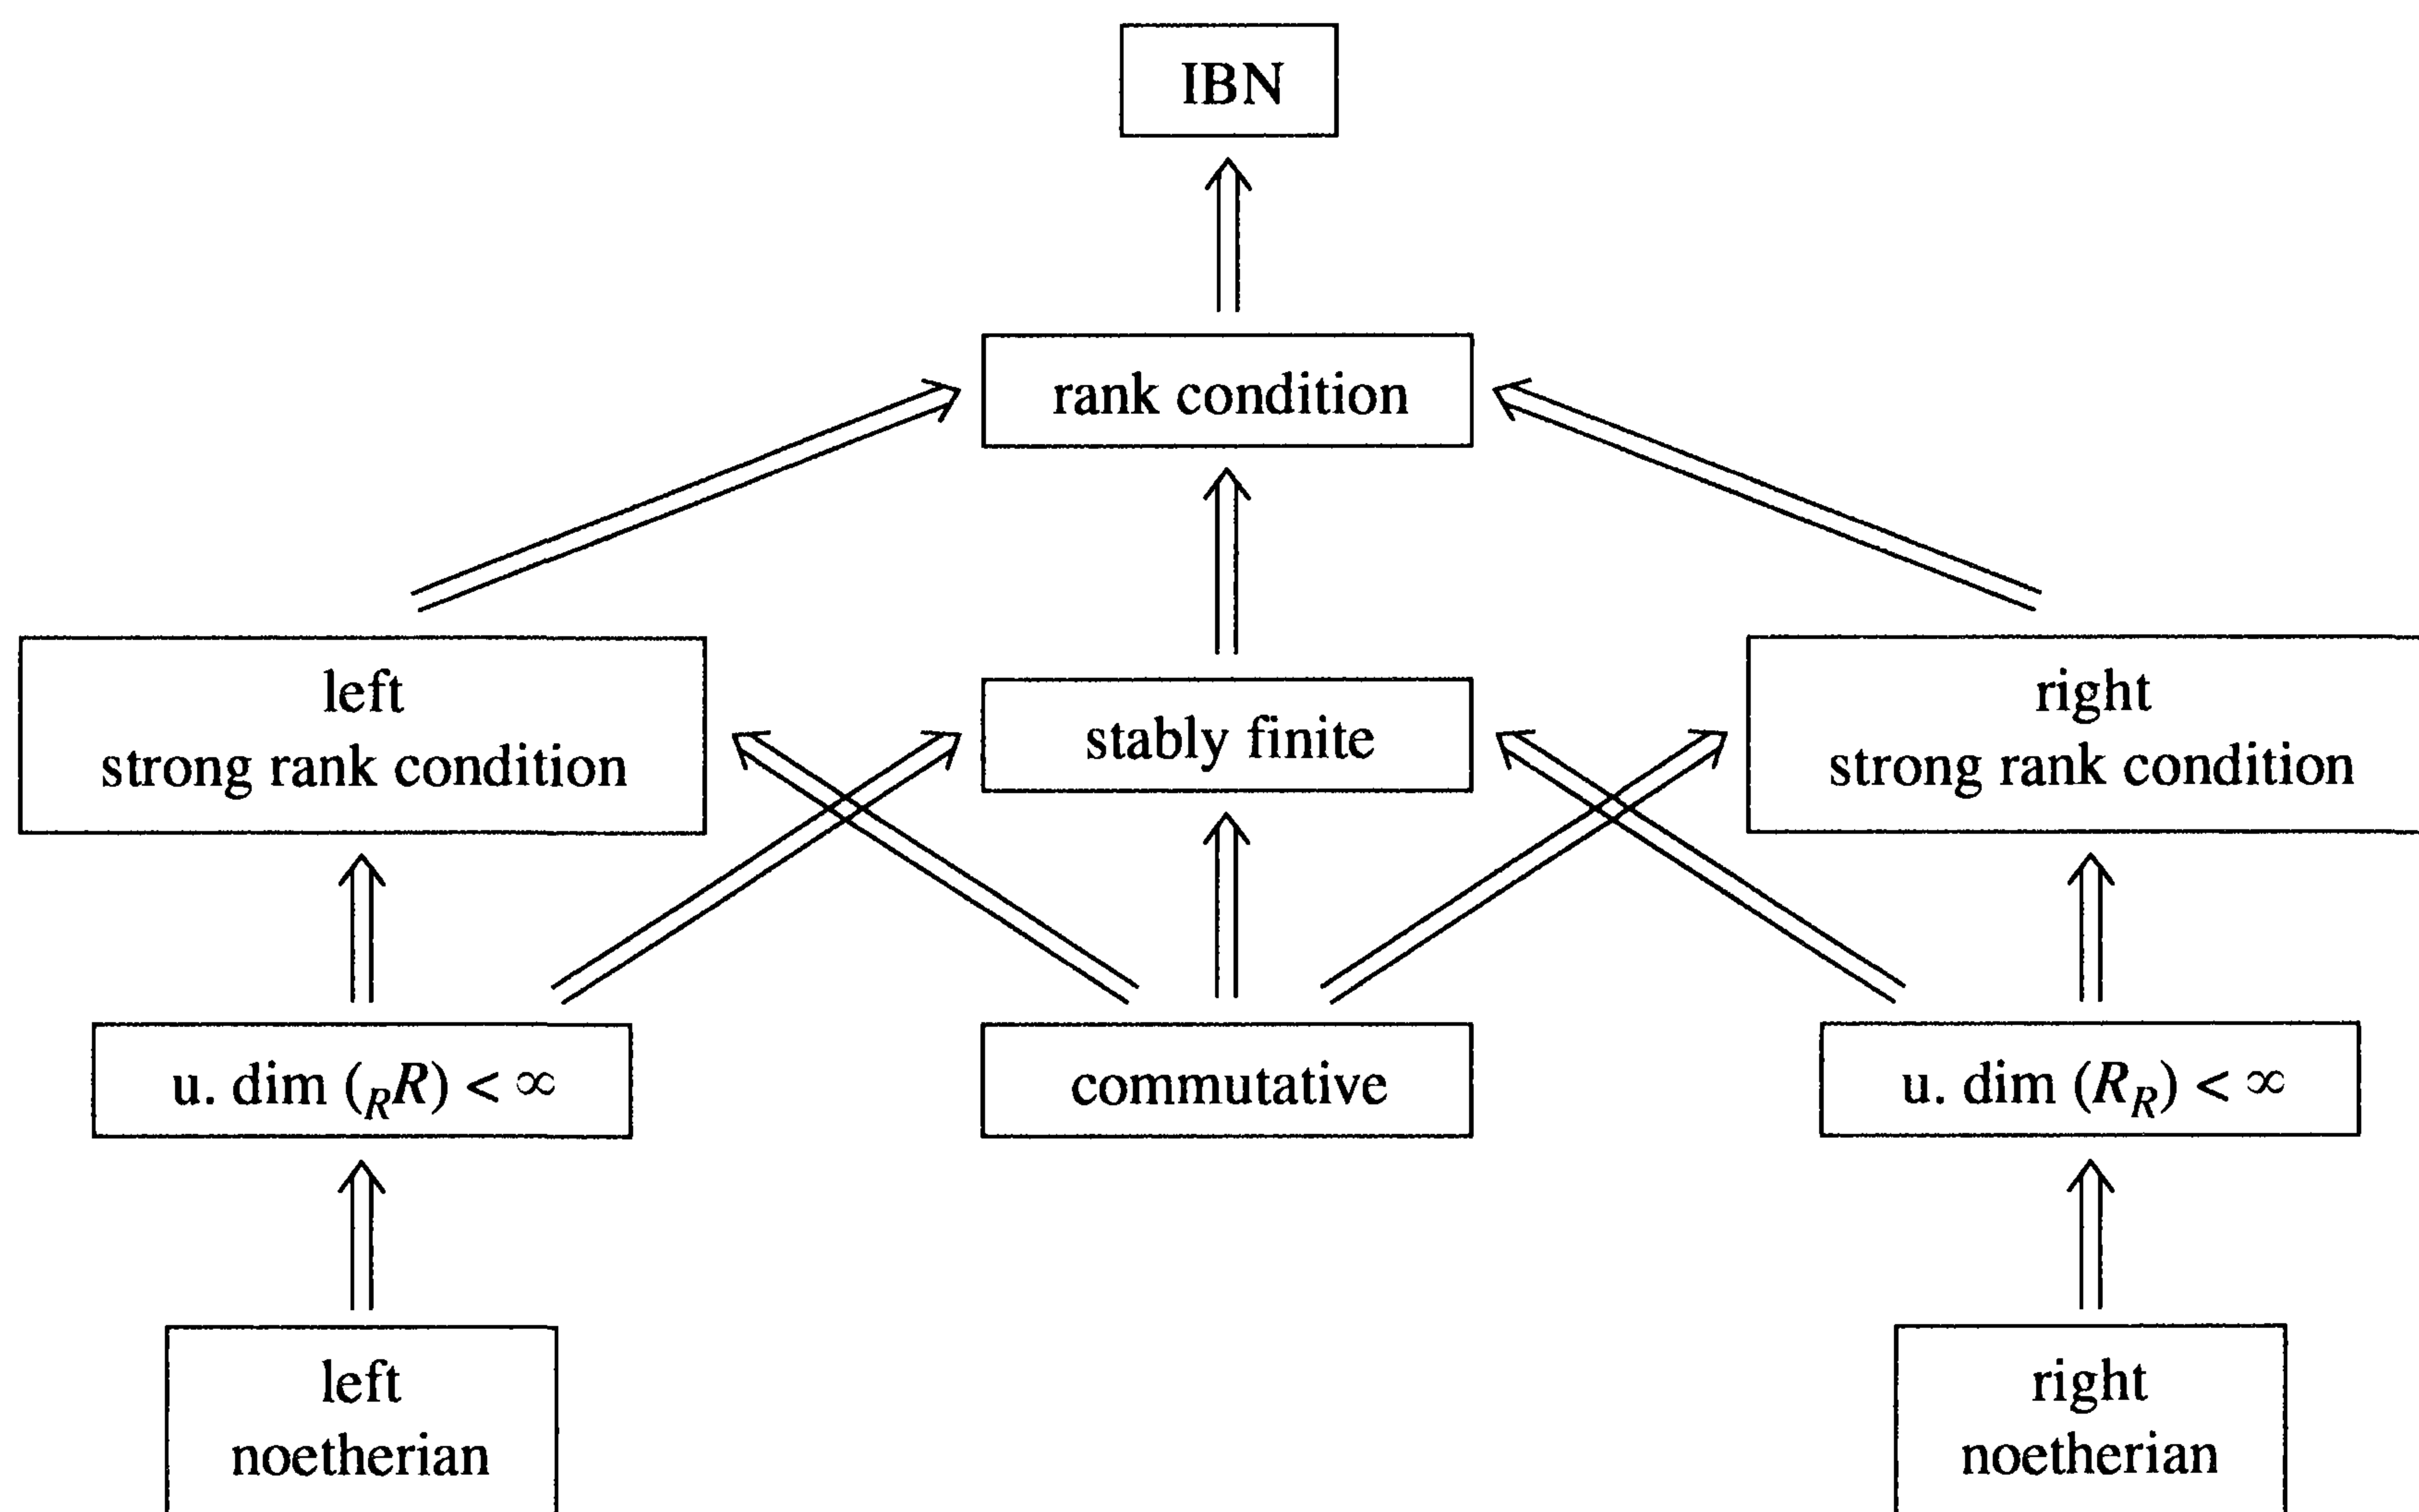 IBN
rank condition
left
strong rank condition
stably finite
right
strong rank condition
u. dim (_R R) < ∞
commutative
u. dim (R_R) < ∞
left
noetherian
right
noetherian